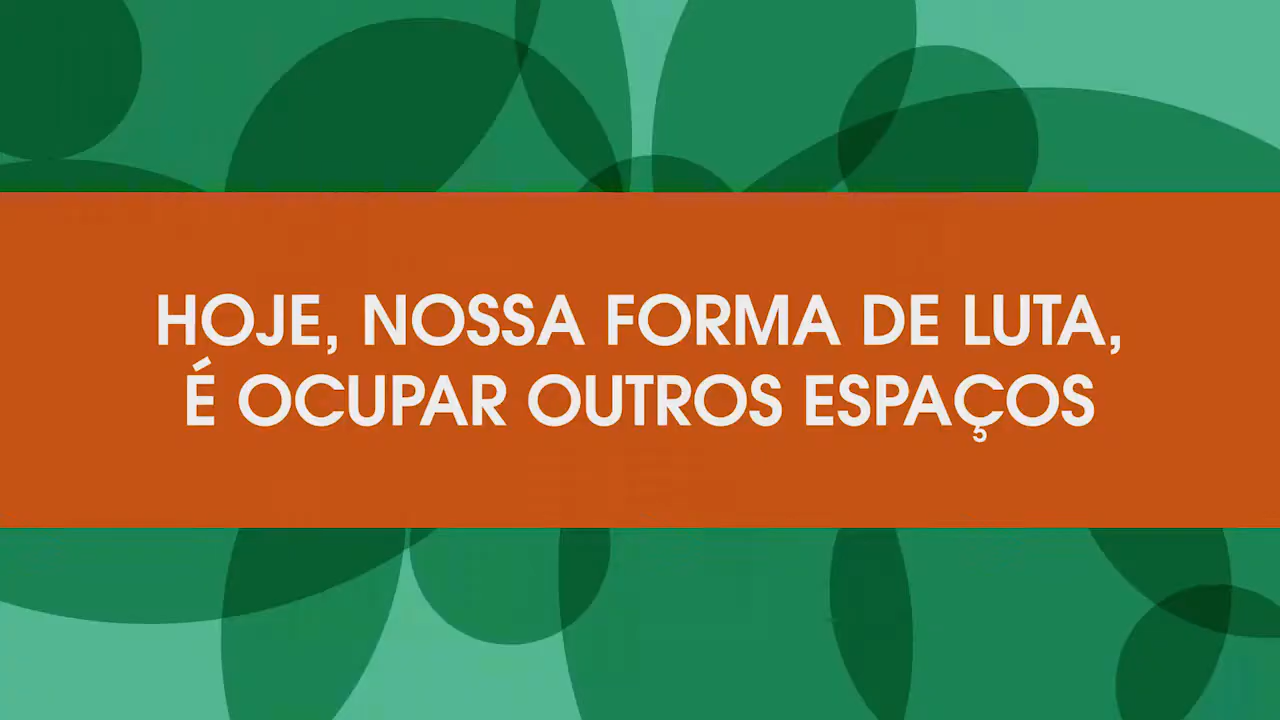 HOJE, NOSSA FORMA DE LUTA,
É OCUPAR OUTROS ESPAÇOS